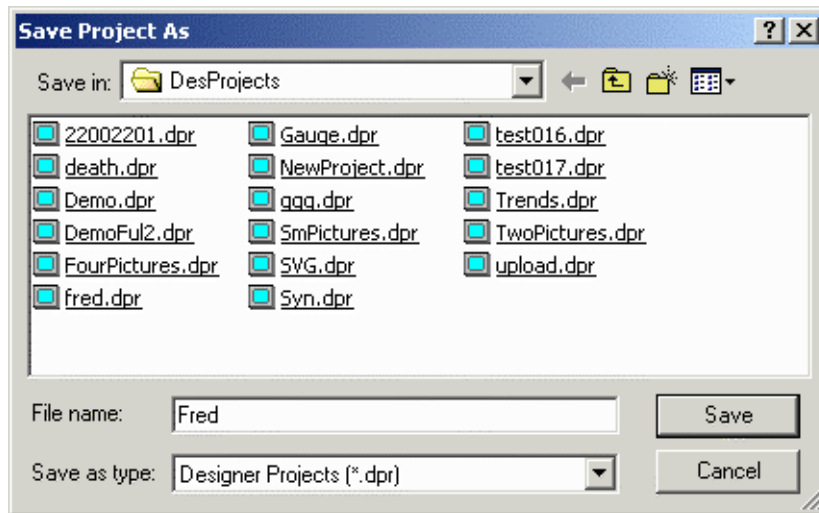 Save Project As
Save in: DesProjects
22002201.dpr Gauge.dpr test016.dpr
death.dpr NewProject.dpr test017.dpr
Demo.dpr qqq.dpr Trends.dpr
DemoFul2.dpr SmPictures.dpr TwoPictures.dpr
FourPictures.dpr SVG.dpr upload.dpr
fred.dpr Syn.dpr
File name: Fred Save
Save as type: Designer Projects (*.dpr) Cancel